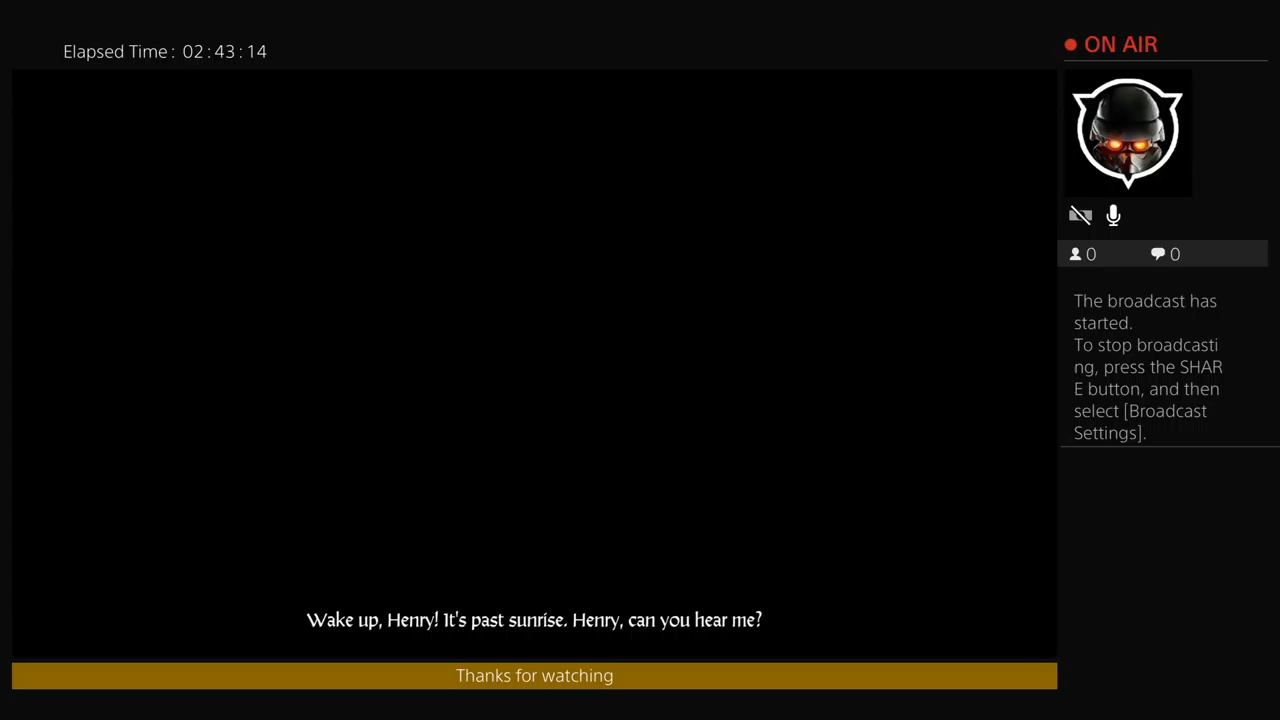 Elapsed Time : 02 : 43 : 14
ON AIR
0 0
The broadcast has
started.
To stop broadcasti
ng, press the SHAR
E button, and then
select [Broadcast
Settings].
Wake up, Henry! It's past sunrise. Henry, can you hear me?
Thanks for watching